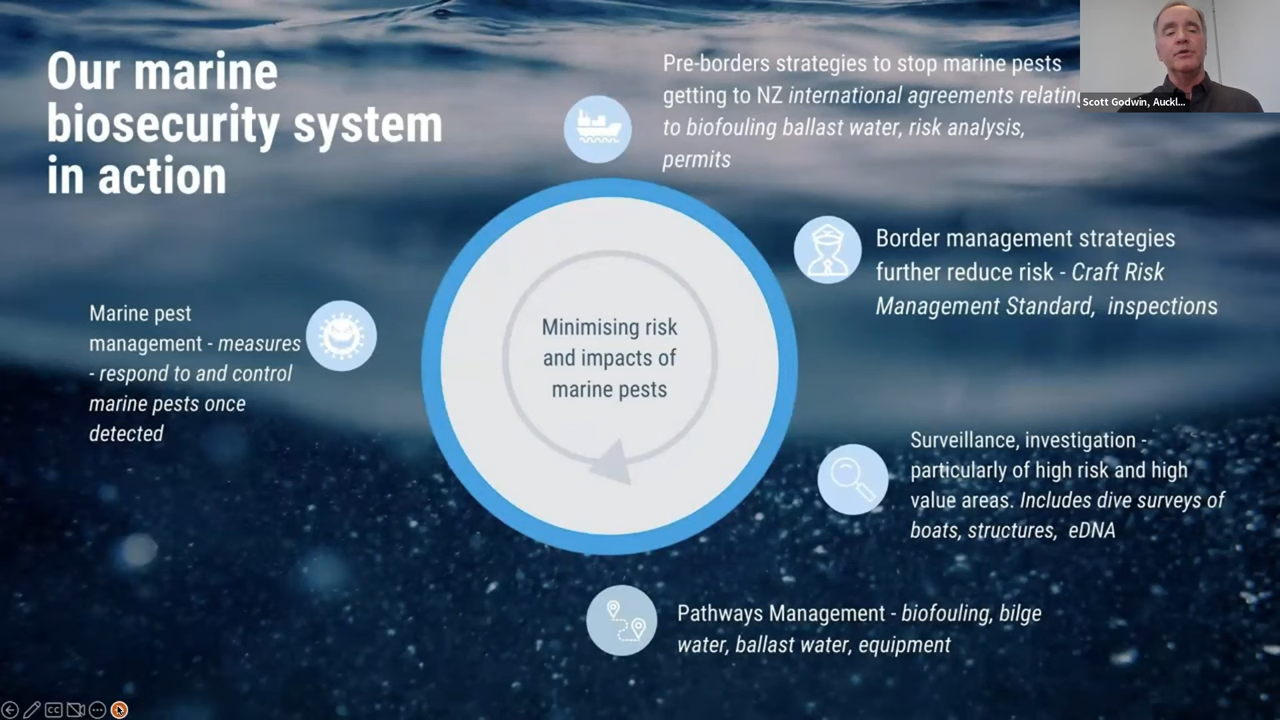 Our marine
biosecurity system
in action
Pre-borders strategies to stop marine pests
getting to NZ international agreements relating
to biofouling ballast water, risk analysis,
permits
Scott Godwin, Auckl...
Border management strategies
further reduce risk - Craft Risk
Management Standard, inspections
Marine pest
management - measures
- respond to and control
marine pests once
detected
Minimising risk
and impacts of
marine pests
Surveillance, investigation -
particularly of high risk and high
value areas. Includes dive surveys of
boats, structures, eDNA
Pathways Management - biofouling, bilge
water, ballast water, equipment
CC